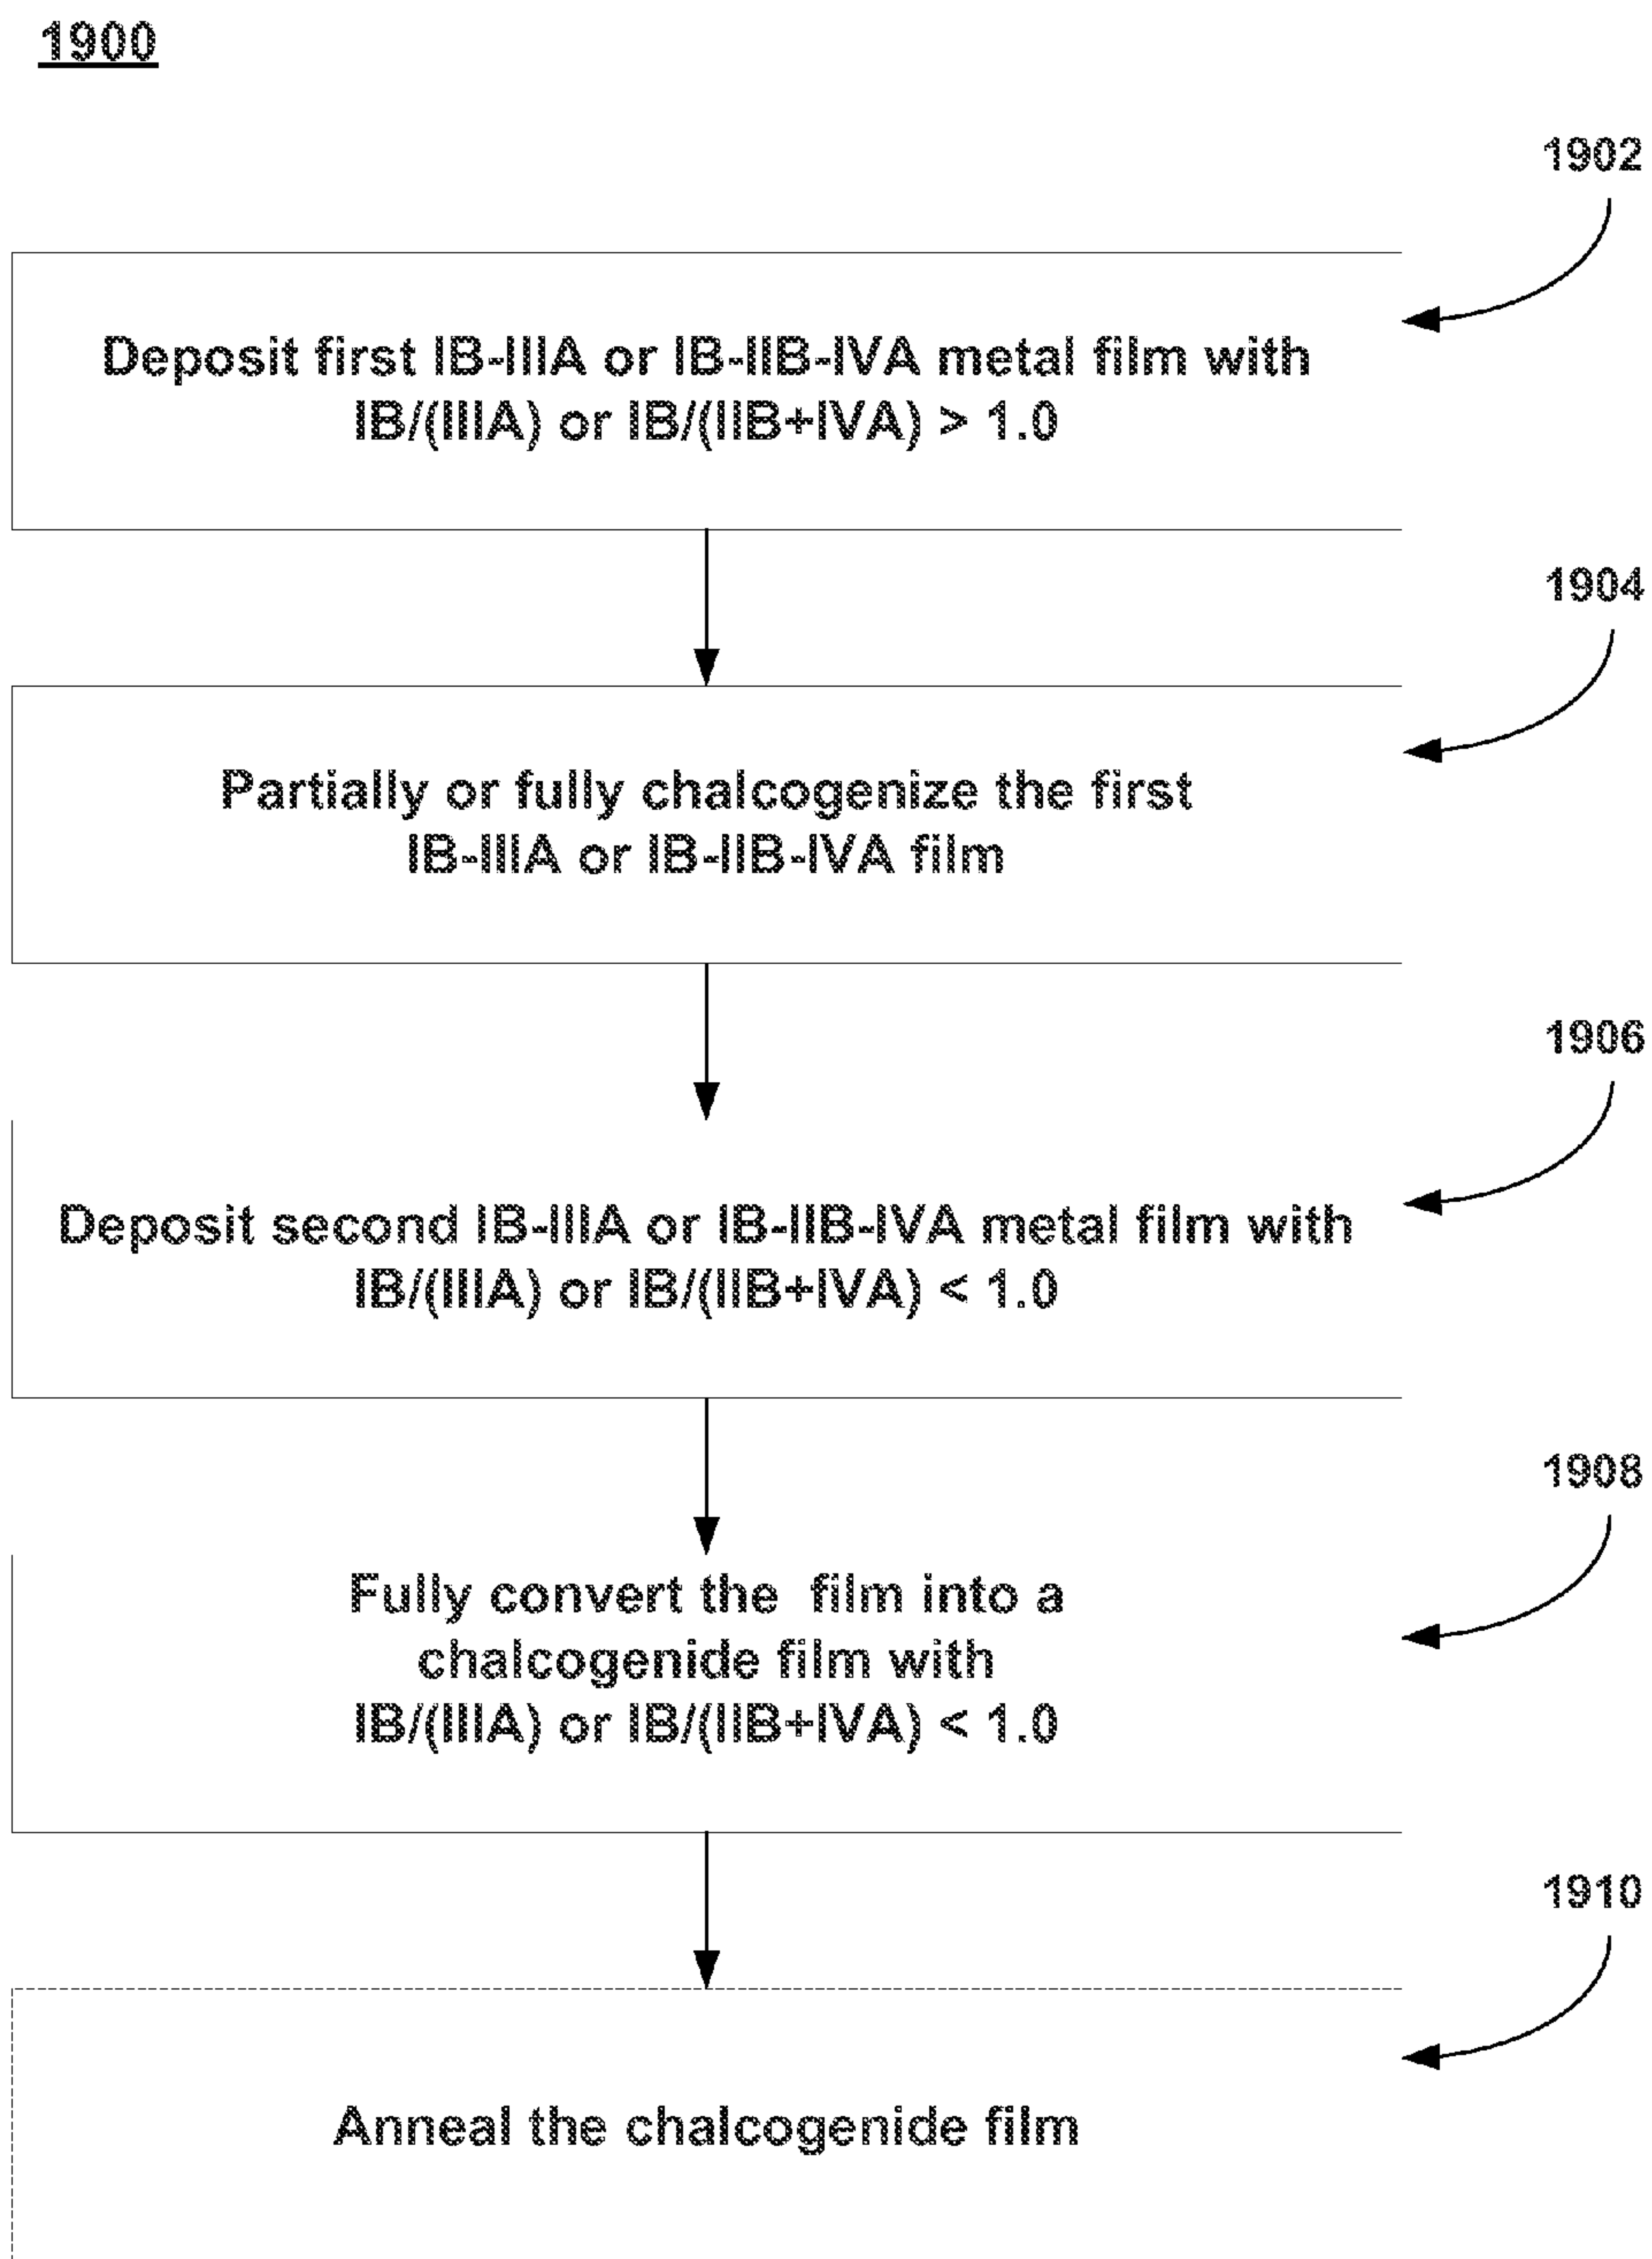 1900
1902
Deposit first IB-IIIA or IB-IIB-IVA metal film with
IB/(IIIA) or IB/(IIB+IVA) > 1.0
1904
Partially or fully chalcogenize the first
IB-IIIA or IB-IIB-IVA film
1906
Deposit second IB-IIIA or IB-IIB-IVA metal film with
IB/(IIIA) or IB/(IIB+IVA) < 1.0
1908
Fully convert the film into a
chalcogenide film with
IB/(IIIA) or IB/(IIB+IVA) < 1.0
1910
Anneal the chalcogenide film